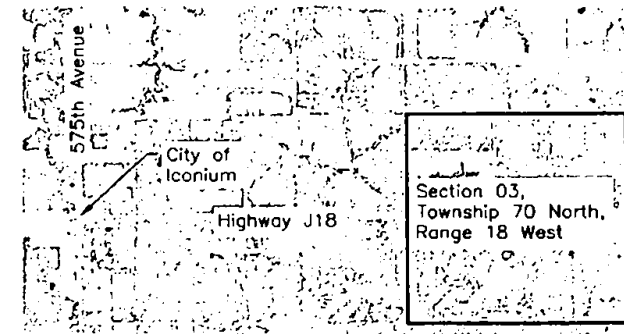 575th Avenue
City of
Iconium
Highway J18
Section 03,
Township 70 North,
Range 18 West